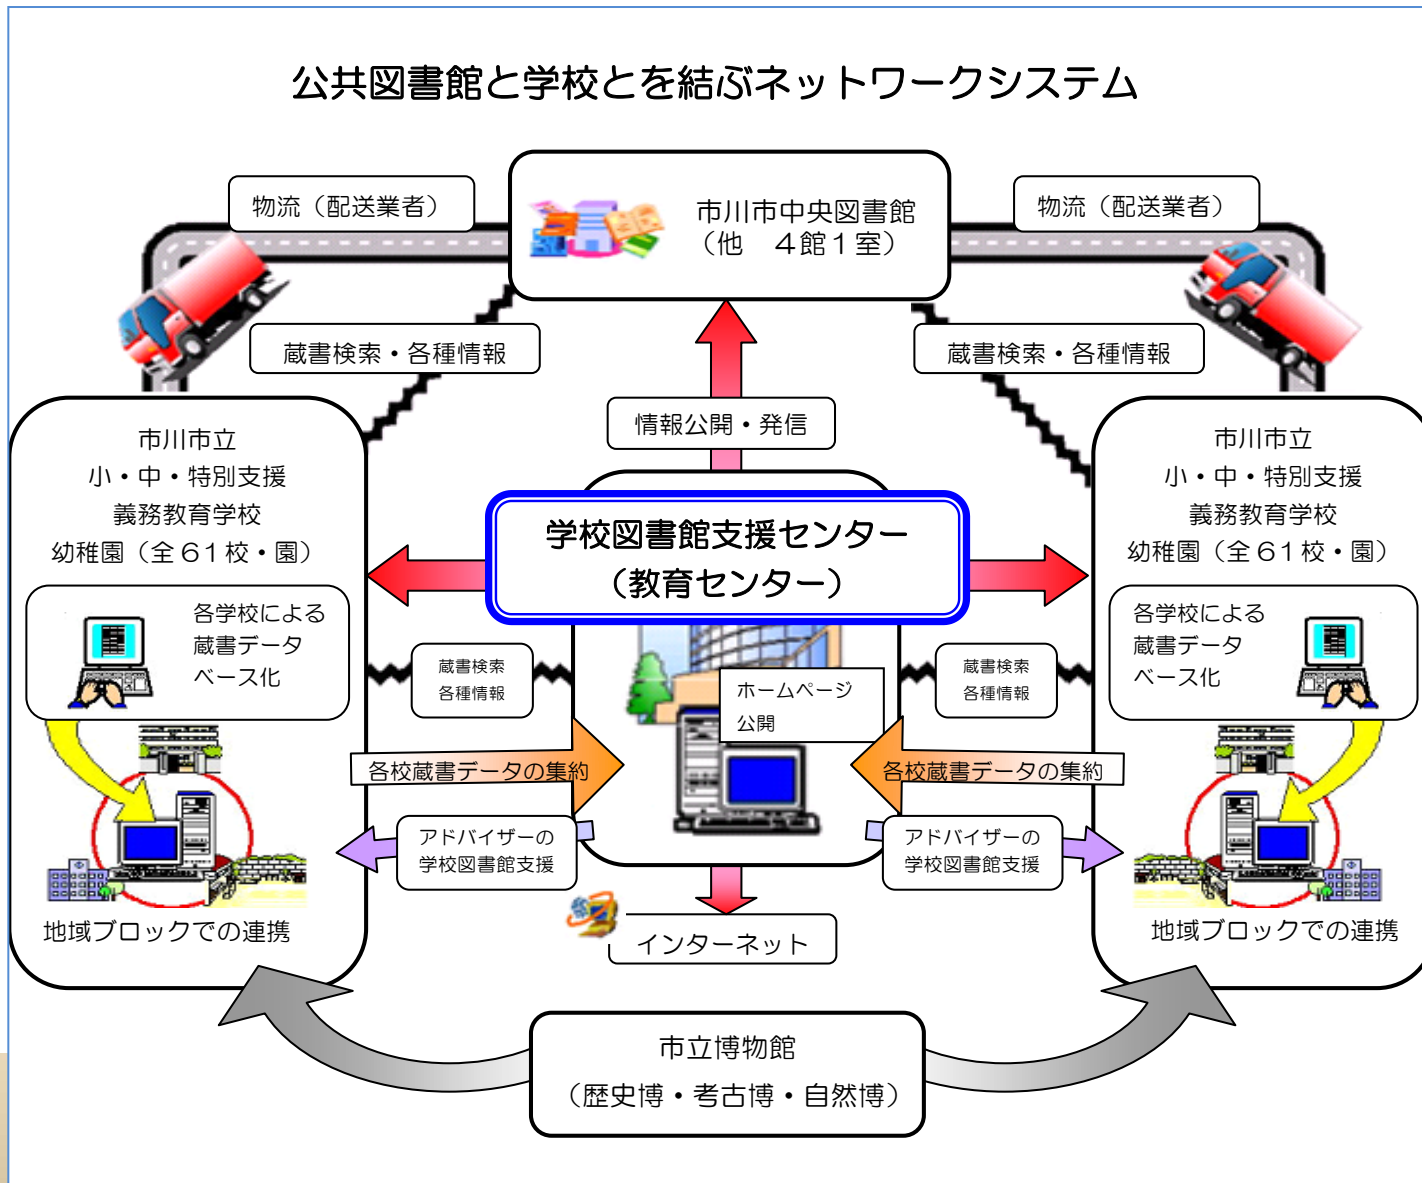 公共図書館と学校とを結ぶネットワークシステム
物流（配送業者）
市川市中央図書館
（他　４館１室）
物流（配送業者）
蔵書検索・各種情報
蔵書検索・各種情報
情報公開・発信
市川市立
小・中・特別支援
義務教育学校
幼稚園（全６１校・園）
学校図書館支援センター
（教育センター）
市川市立
小・中・特別支援
義務教育学校
幼稚園（全６１校・園）
各学校による
蔵書データ
ベース化
蔵書検索
各種情報
ホームページ
公開
蔵書検索
各種情報
各学校による
蔵書データ
ベース化
各校蔵書データの集約
各校蔵書データの集約
アドバイザーの
学校図書館支援
アドバイザーの
学校図書館支援
地域ブロックでの連携
インターネット
地域ブロックでの連携
市立博物館
（歴史博・考古博・自然博）